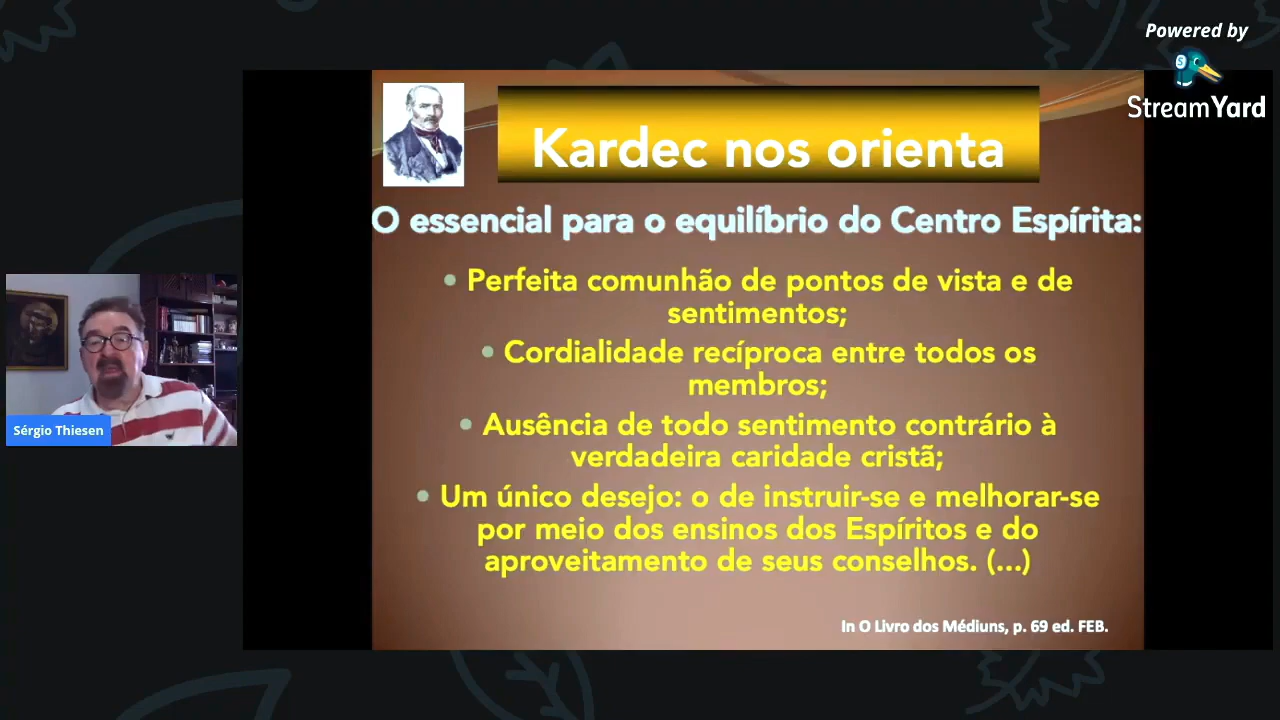 Powered by
StreamYard
Kardec nos orienta
O essencial para o equilíbrio do Centro Espírita:
• Perfeita comunhão de pontos de vista e de
sentimentos;
• Cordialidade recíproca entre todos os
membros;
• Ausência de todo sentimento contrário à
verdadeira caridade cristã;
• Um único desejo: o de instruir-se e melhorar-se
por meio dos ensinos dos Espíritos e do
aproveitamento de seus conselhos. (...)
In O Livro dos Médiuns, p. 69 ed. FEB.
Sérgio Thiesen